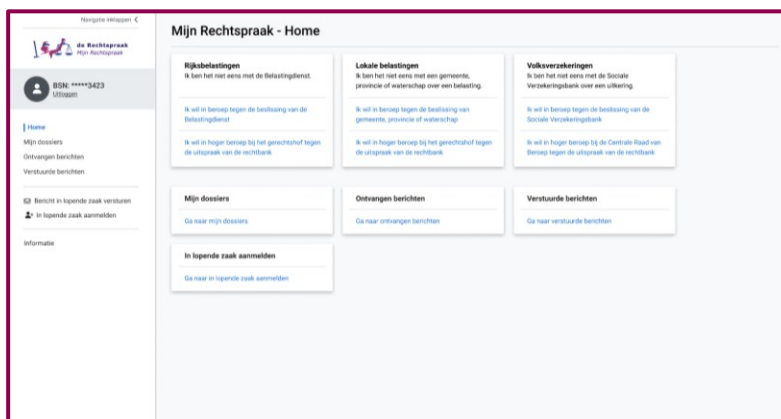 Navigatie inklappen
de Rechtspraak
Mijn Rechtspraak
BSN: *****3423
Uitloggen
Home
Mijn dossiers
Ontvangen berichten
Verstuurde berichten
Bericht in lopende zaak versturen
In lopende zaak aanmelden
Informatie
Mijn Rechtspraak - Home
Rijksbelastingen
Ik ben het niet eens met de Belastingdienst.
Ik wil in beroep tegen de beslissing van de
Belastingdienst
Ik wil in hoger beroep bij het gerechtshof tegen
de uitspraak van de rechtbank
Lokale belastingen
Ik ben het niet eens met een gemeente,
provincie of waterschap over een belasting.
Ik wil in beroep tegen de beslissing van
gemeente, provincie of waterschap
Ik wil in hoger beroep bij het gerechtshof tegen
de uitspraak van de rechtbank
Volksverzekeringen
Ik ben het niet eens met de Sociale
Verzekeringsbank over een uitkering.
Ik wil in beroep tegen de beslissing van de
Sociale Verzekeringsbank
Ik wil in hoger beroep bij de Centrale Raad van
Beroep tegen de uitspraak van de rechtbank
Mijn dossiers
Ga naar mijn dossiers
Ontvangen berichten
Ga naar ontvangen berichten
Verstuurde berichten
Ga naar verstuurde berichten
In lopende zaak aanmelden
Ga naar in lopende zaak aanmelden